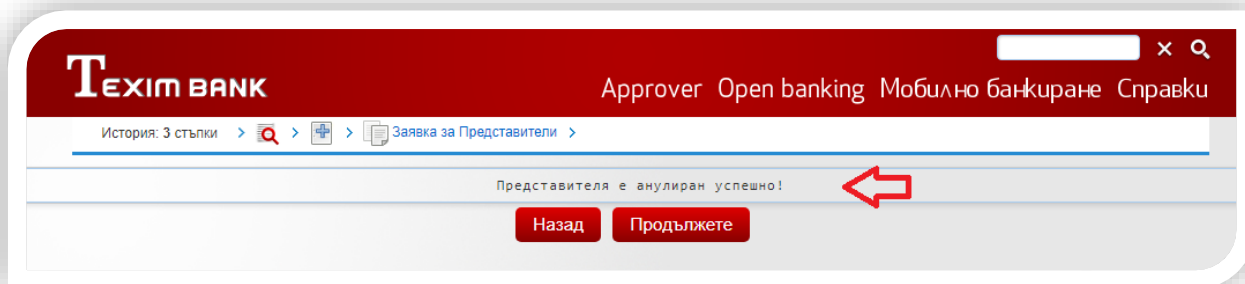 TEXIM BANK
Approver Open banking Мобилно банкиране Справки
История: 3 стъпки > > > Заявка за Представители >
Представителя е анулиран успешно!
Назад Продължете